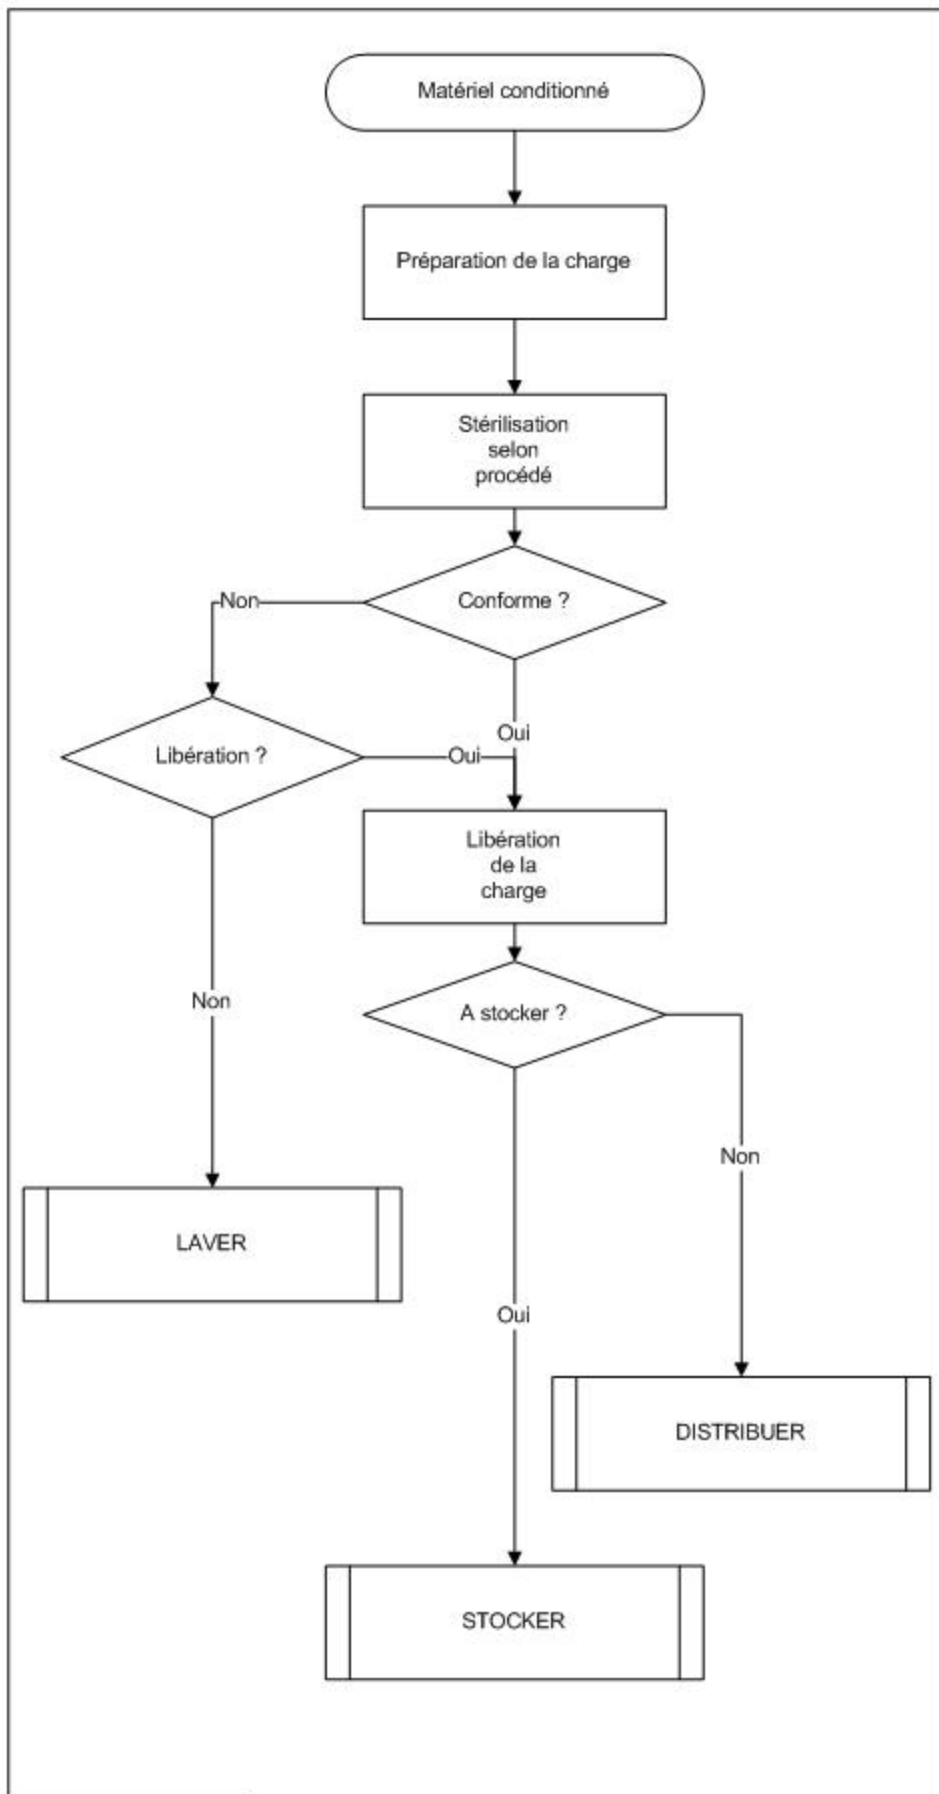 Matériel conditionné
Préparation de la charge
Stérilisation
selon
procédé
Conforme ?
Non
Oui
Libération ?
Oui
Libération
de la
charge
Non
A stocker ?
Non
LAVER
Oui
DISTRIBUER
STOCKER